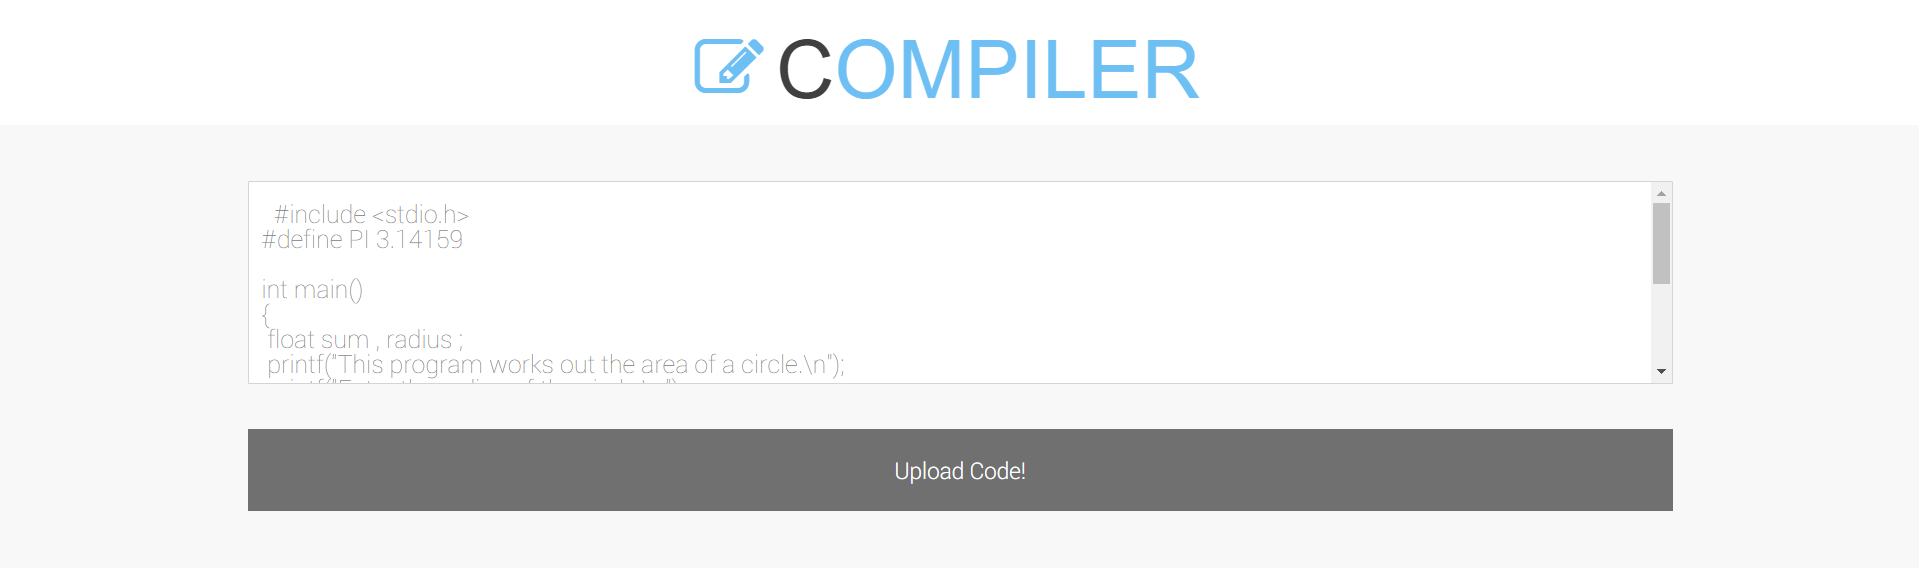 COMPILER
#include <stdio.h>
#define PI 3.14159
int main()
{
float sum , radius ;
printf("This program works out the area of a circle.\n");
Upload Code!